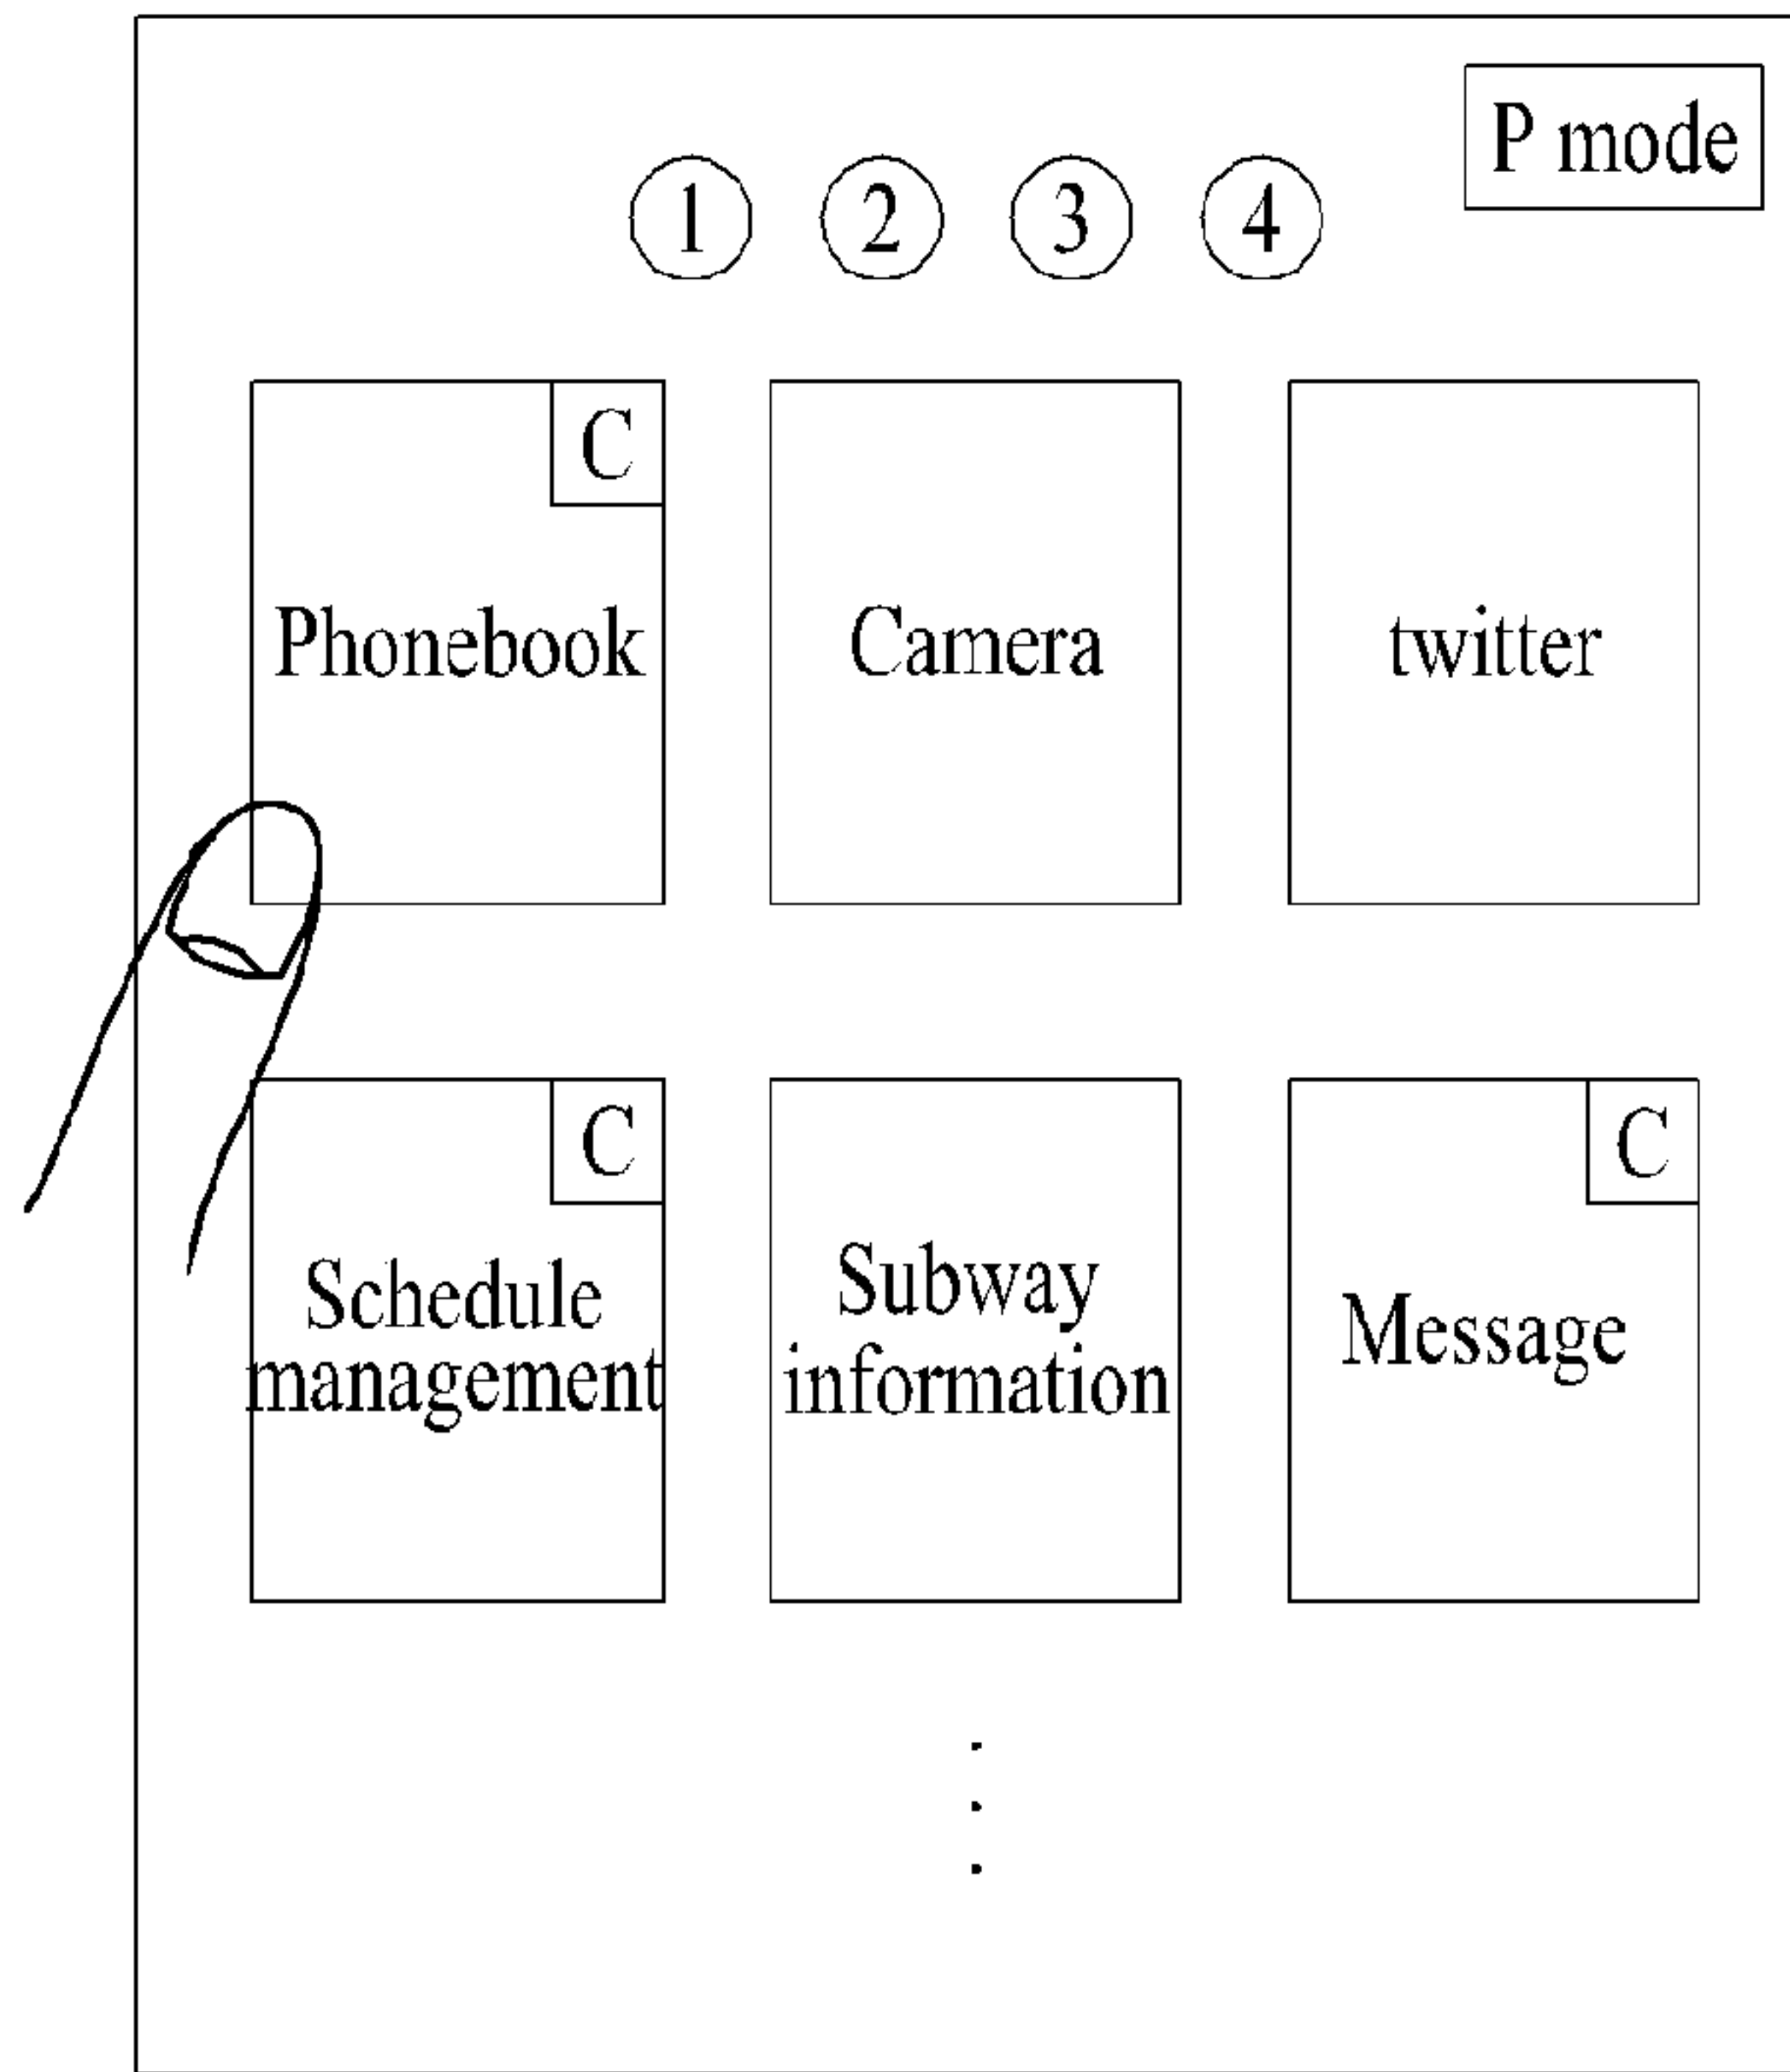 P mode
1 2 3 4
C
Phonebook
Camera
twitter
C
Schedule
management
Subway
information
C
Message